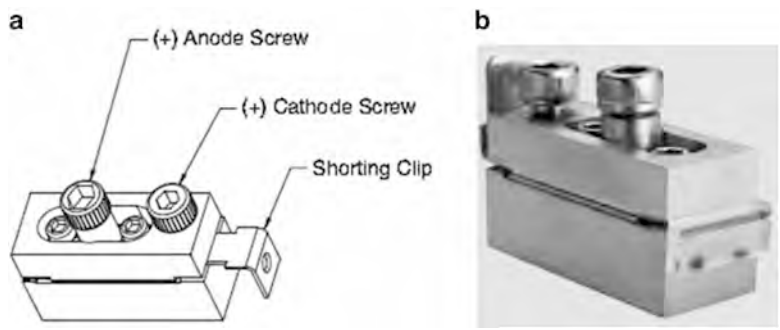 a
b
(+) Anode Screw
(+) Cathode Screw
Shorting Clip